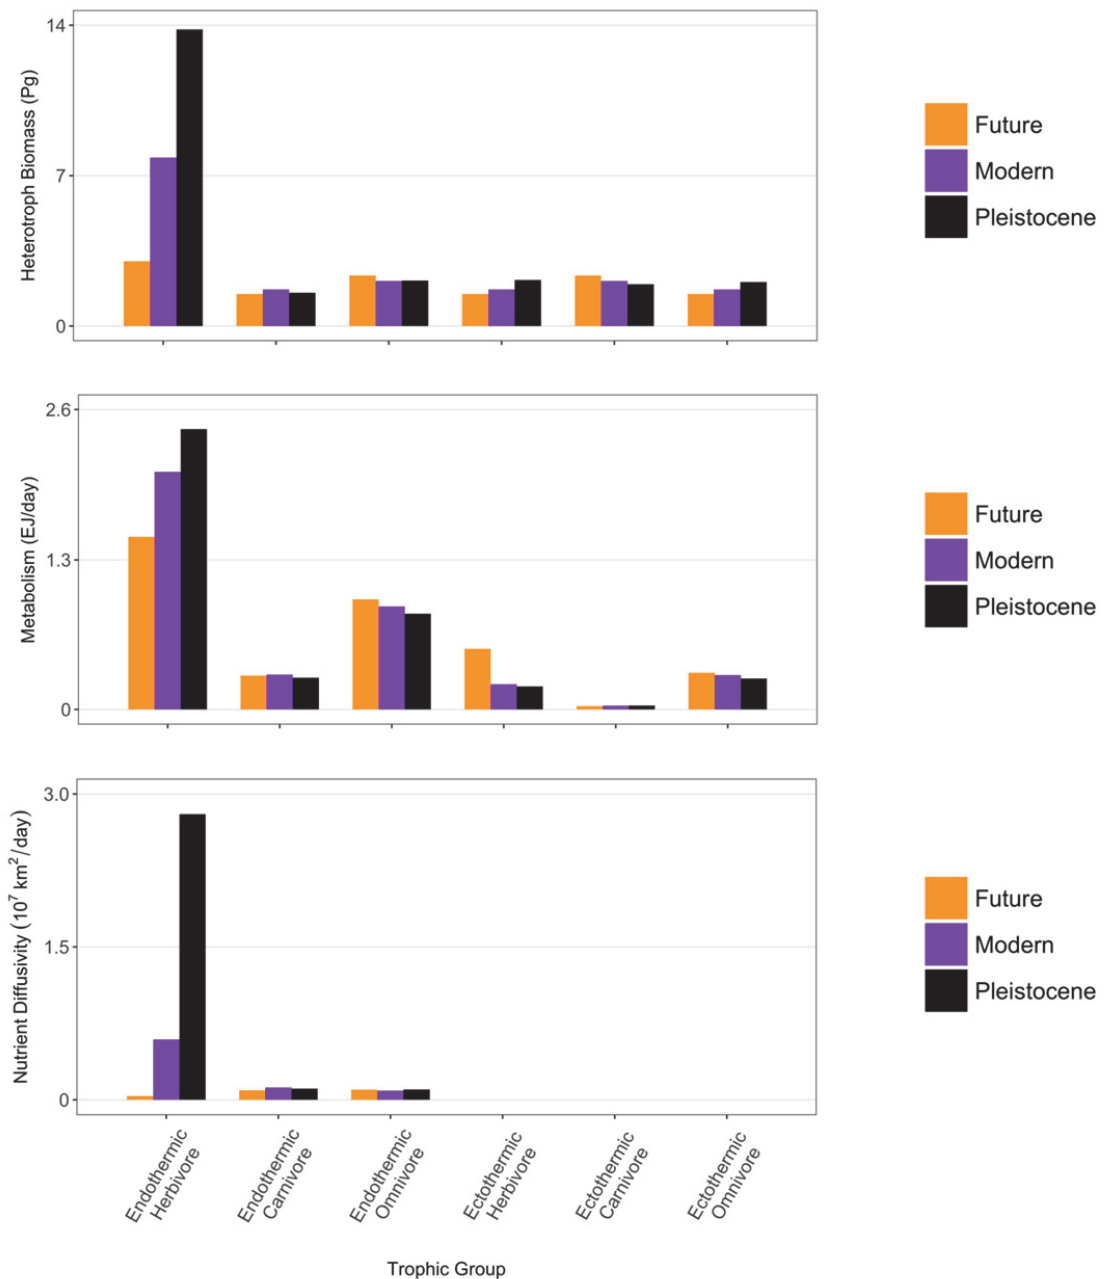 Heterotroph Biomass (Pg)
14
7
0
Future
Modern
Pleistocene
Metabolism (EJ/day)
2.6
1.3
0
Future
Modern
Pleistocene
Nutrient Diffusivity (10⁷ km²/day)
3.0
1.5
0
Future
Modern
Pleistocene
Endothermic
Herbivore
Endothermic
Carnivore
Endothermic
Omnivore
Ectothermic
Herbivore
Ectothermic
Carnivore
Ectothermic
Omnivore
Trophic Group